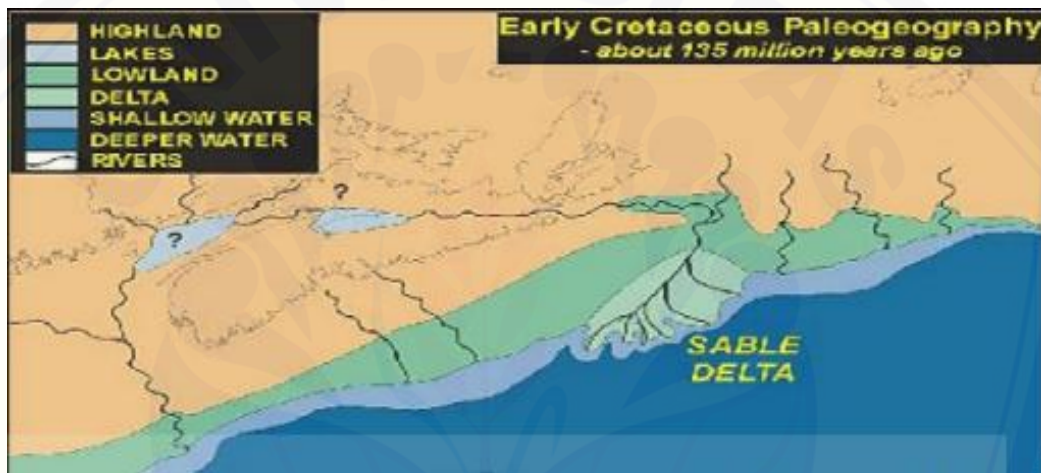 HIGHLAND
LAKES
LOWLAND
DELTA
SHALLOW WATER
DEEPER WATER
RIVERS
Early Cretaceous Paleogeography
- about 135 million years ago
?
?
SABLE
DELTA